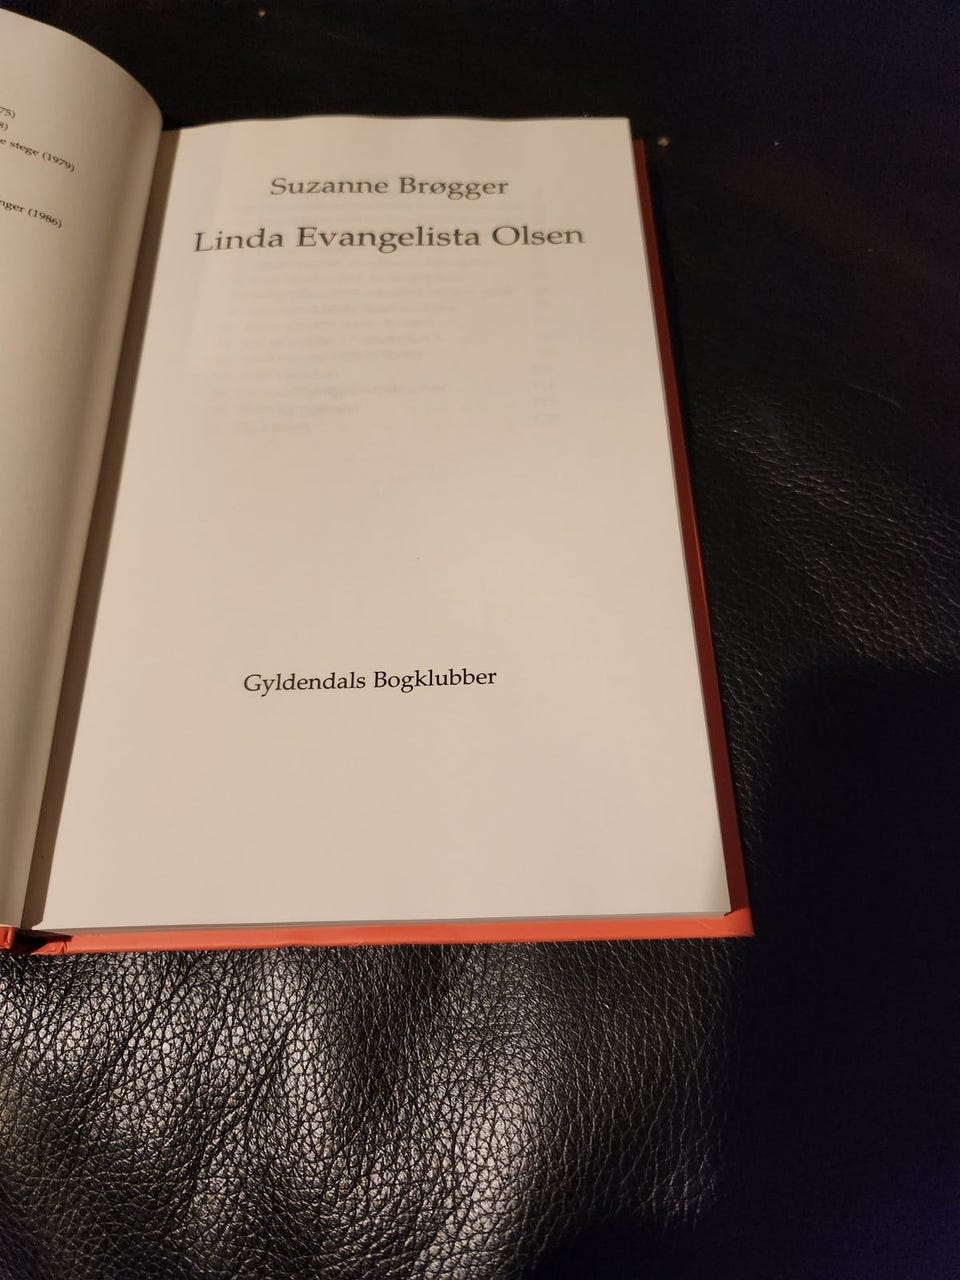 75)
8)
e stege (1979)
nger (1986)
Suzanne Brøgger
Linda Evangelista Olsen
Gyldendals Bogklubber